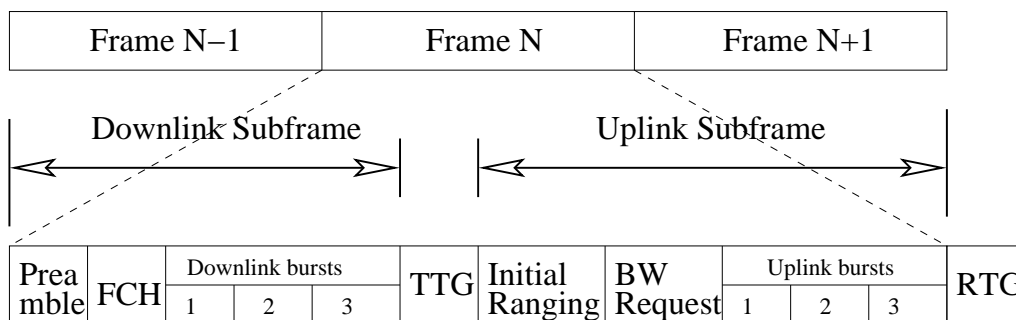 Frame N−1 Frame N Frame N+1
Downlink Subframe Uplink Subframe
Prea
mble
FCH
Downlink bursts
1 2 3
TTG
Initial
Ranging
BW
Request
Uplink bursts
1 2 3
RTG